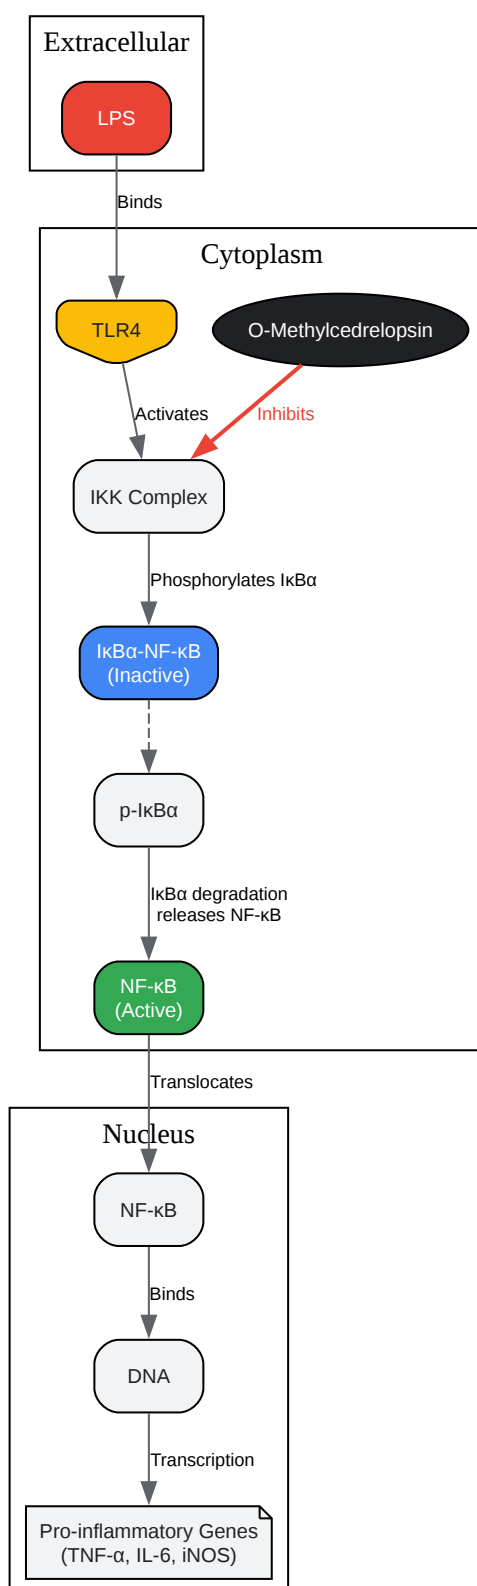 Extracellular
LPS
Binds
Cytoplasm
TLR4
O-Methylcedrelopsin
Activates
Inhibits
IKK Complex
Phosphorylates IκBα
IκBα-NF-κB
(Inactive)
p-IκBα
IκBα degradation
releases NF-κB
NF-κB
(Active)
Translocates
Nucleus
NF-κB
Binds
DNA
Transcription
Pro-inflammatory Genes
(TNF-α, IL-6, iNOS)